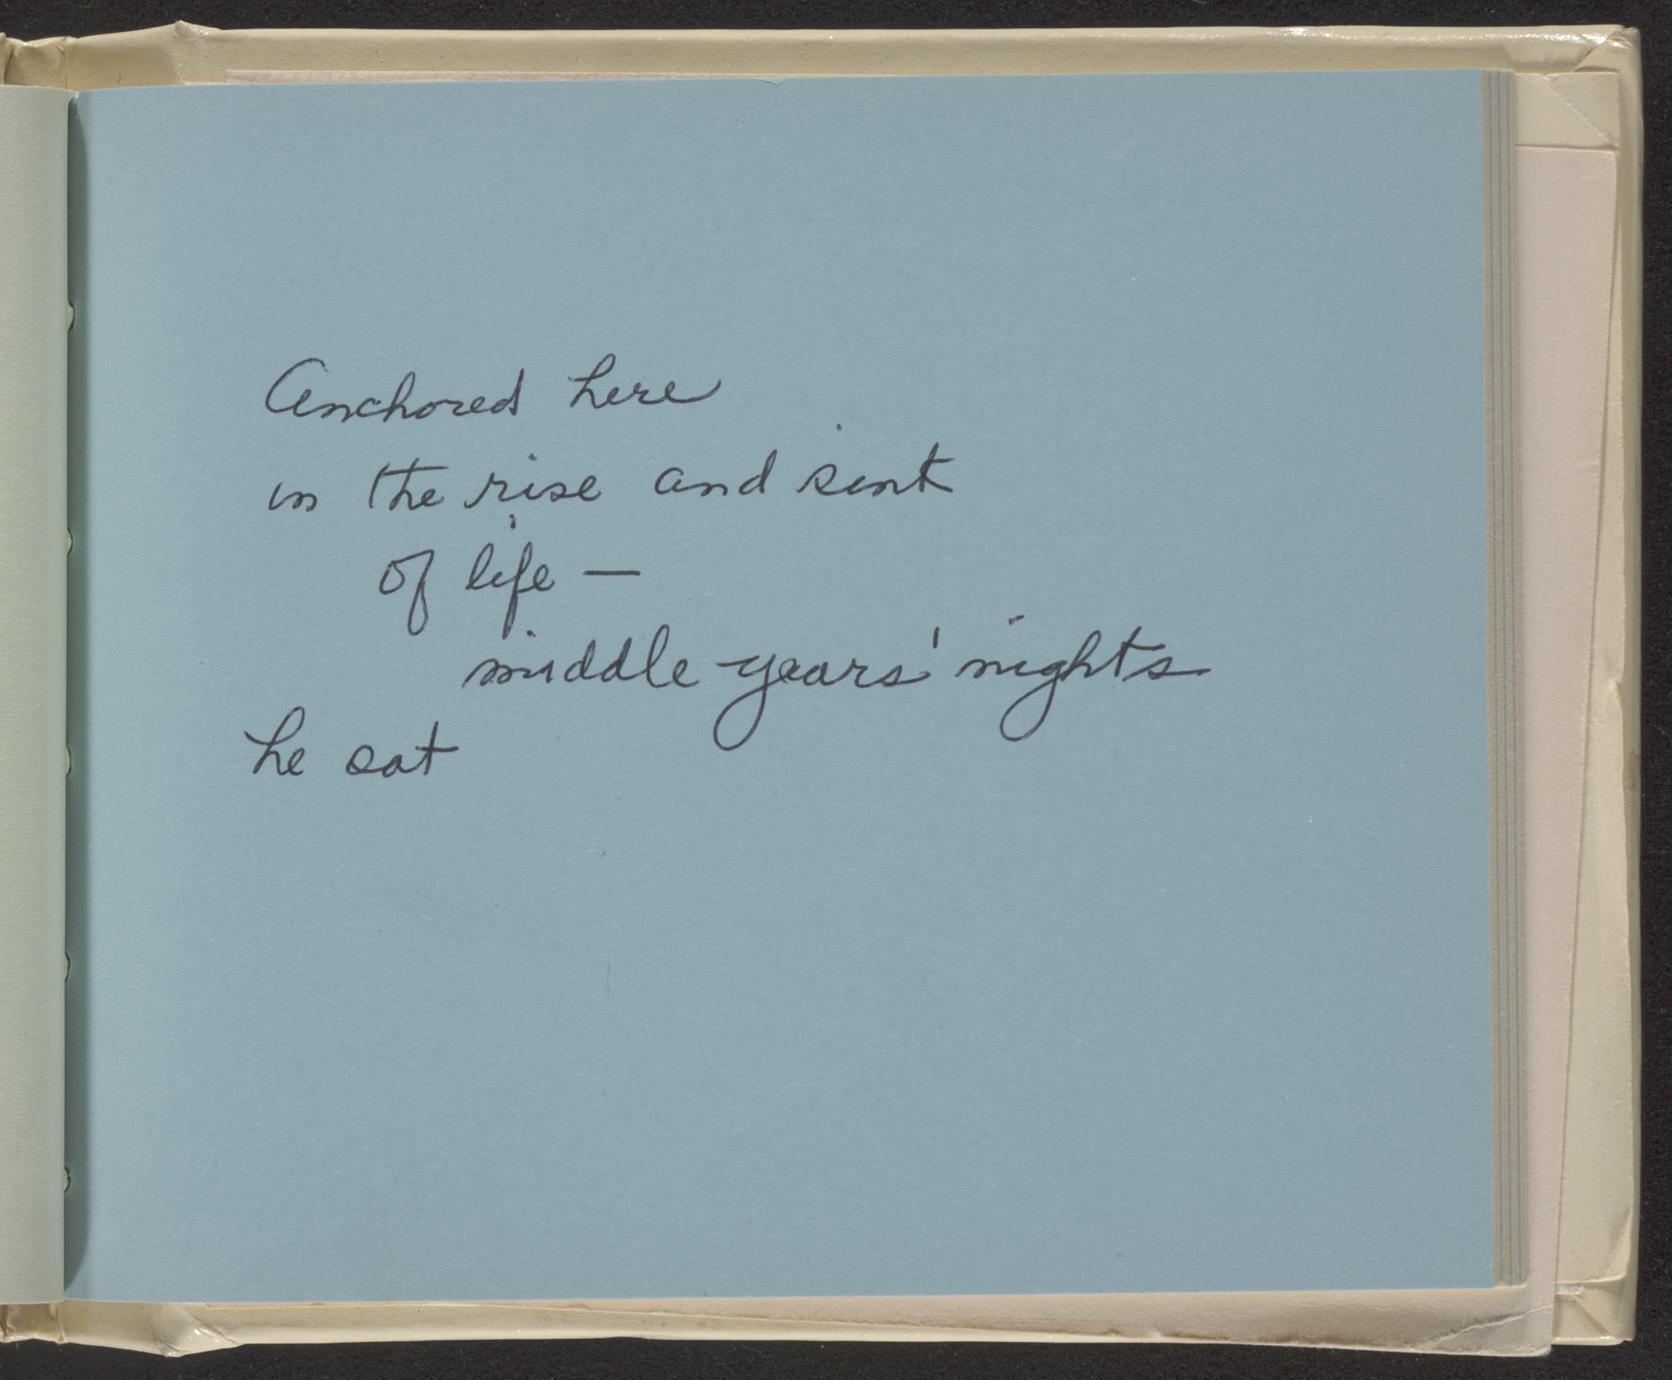 Anchored here
in the rise and sink
of life —
middle years' nights
he sat